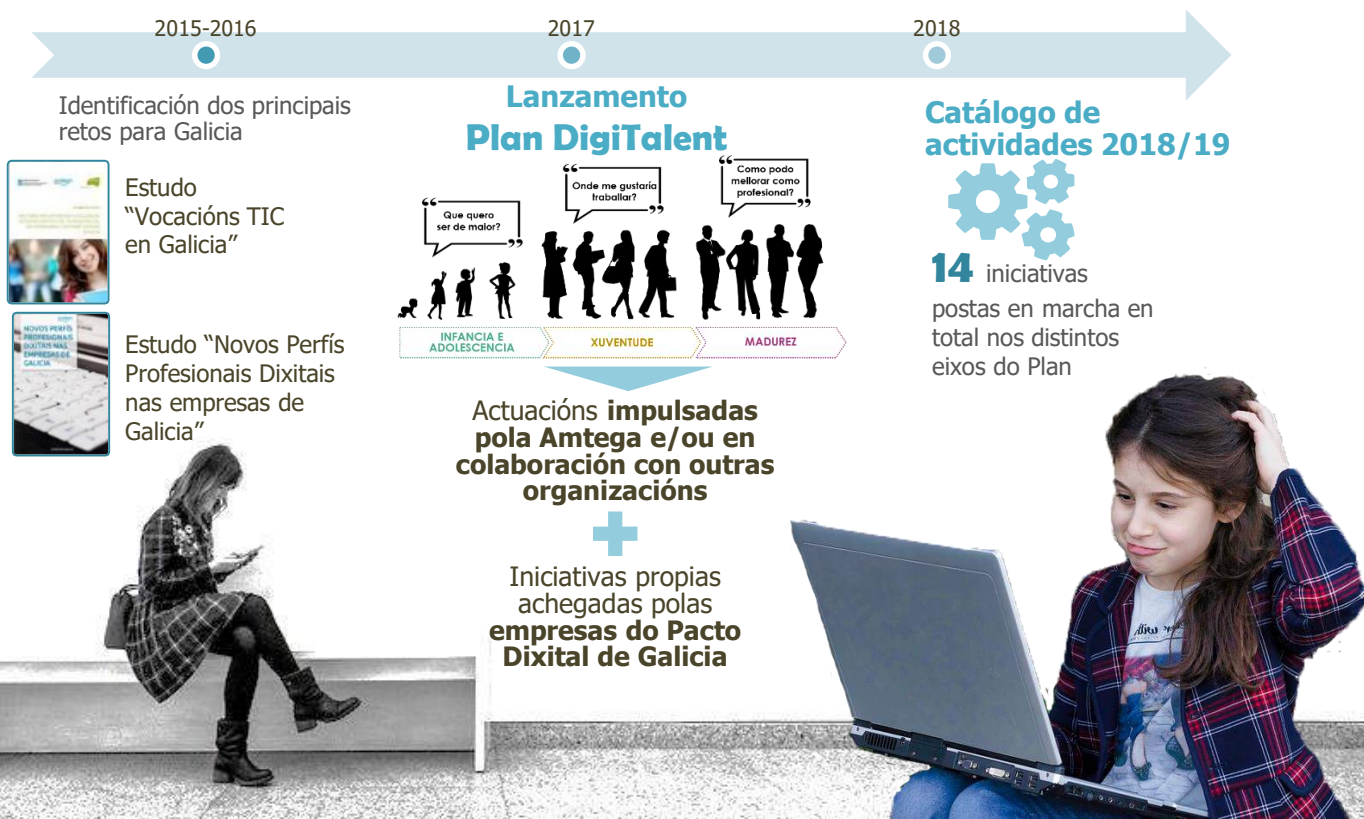 2015-2016
2017
2018
Identificación dos principais
retos para Galicia
Estudo
“Vocacións TIC
en Galicia”
NOVOS PERFÍS
PROFESIONAIS
DIXITAIS NAS
EMPRESAS DE
GALICIA
Estudo “Novos Perfís
Profesionais Dixitais
nas empresas de
Galicia”
Lanzamento
Plan DigiTalent
Que quero
ser de maior?
Onde me gustaría
traballar?
Como podo
mellorar como
profesional?
INFANCIA E
ADOLESCENCIA
XUVENTUDE
MADUREZ
Actuacións impulsadas
pola Amtega e/ou en
colaboración con outras
organizacións
Iniciativas propias
achegadas polas
empresas do Pacto
Dixital de Galicia
Catálogo de
actividades 2018/19
14 iniciativas
postas en marcha en
total nos distintos
eixos do Plan